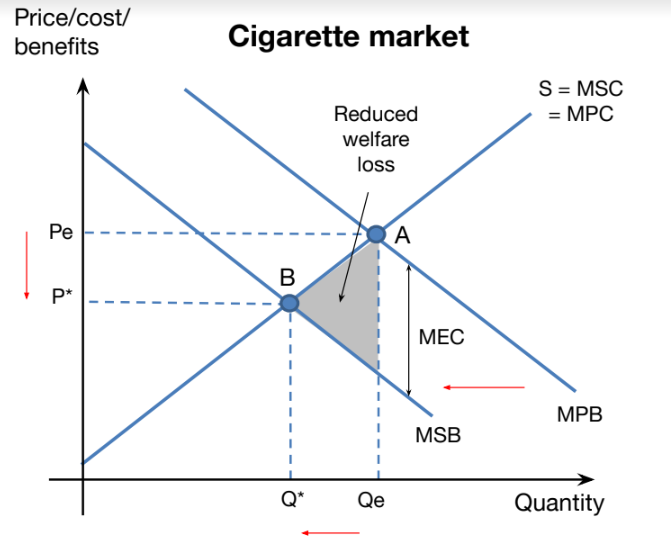 Price/cost/
benefits
Cigarette market
S = MSC
= MPC
Reduced
welfare
loss
Pe
A
B
P*
MEC
MPB
MSB
Q*
Qe
Quantity